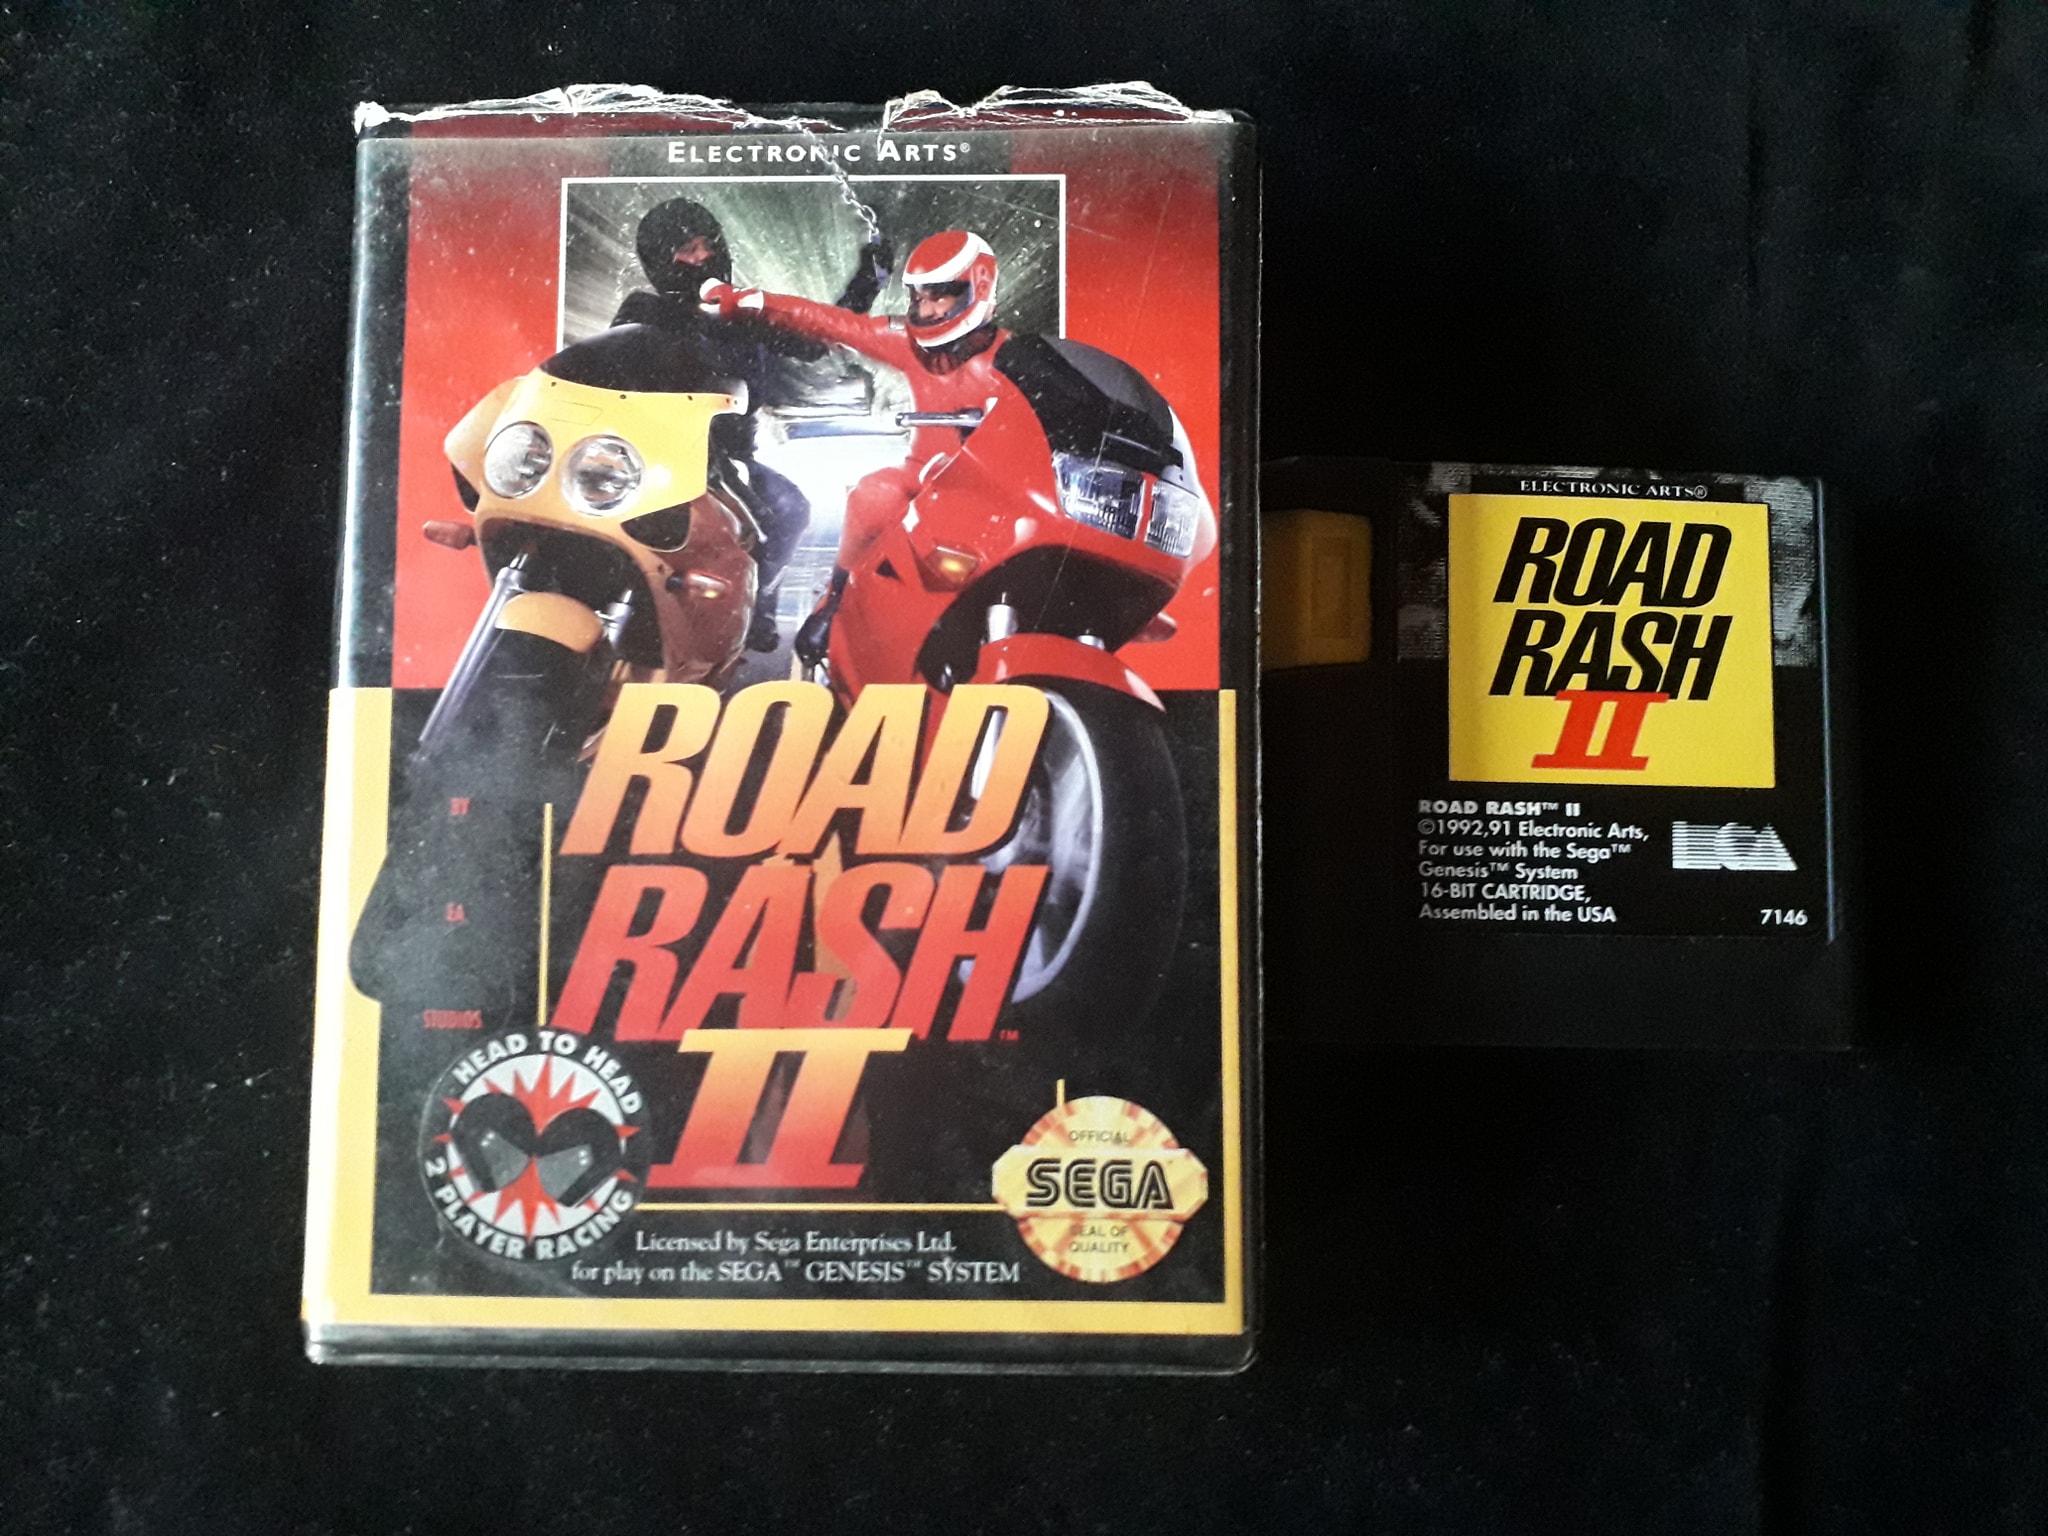 ELECTRONIC ARTS®
ROAD
RASH™
II
BY
EA
STUDIOS
HEAD TO HEAD
2 PLAYER RACING
OFFICIAL
SEGA
SEAL OF
QUALITY
Licensed by Sega Enterprises Ltd.
for play on the SEGA™ GENESIS™ SYSTEM
ELECTRONIC ARTS®
ROAD
RASH
II
ROAD RASH™ II
©1992,91 Electronic Arts,
For use with the Sega™
Genesis™ System
16-BIT CARTRIDGE,
Assembled in the USA
EA
7146